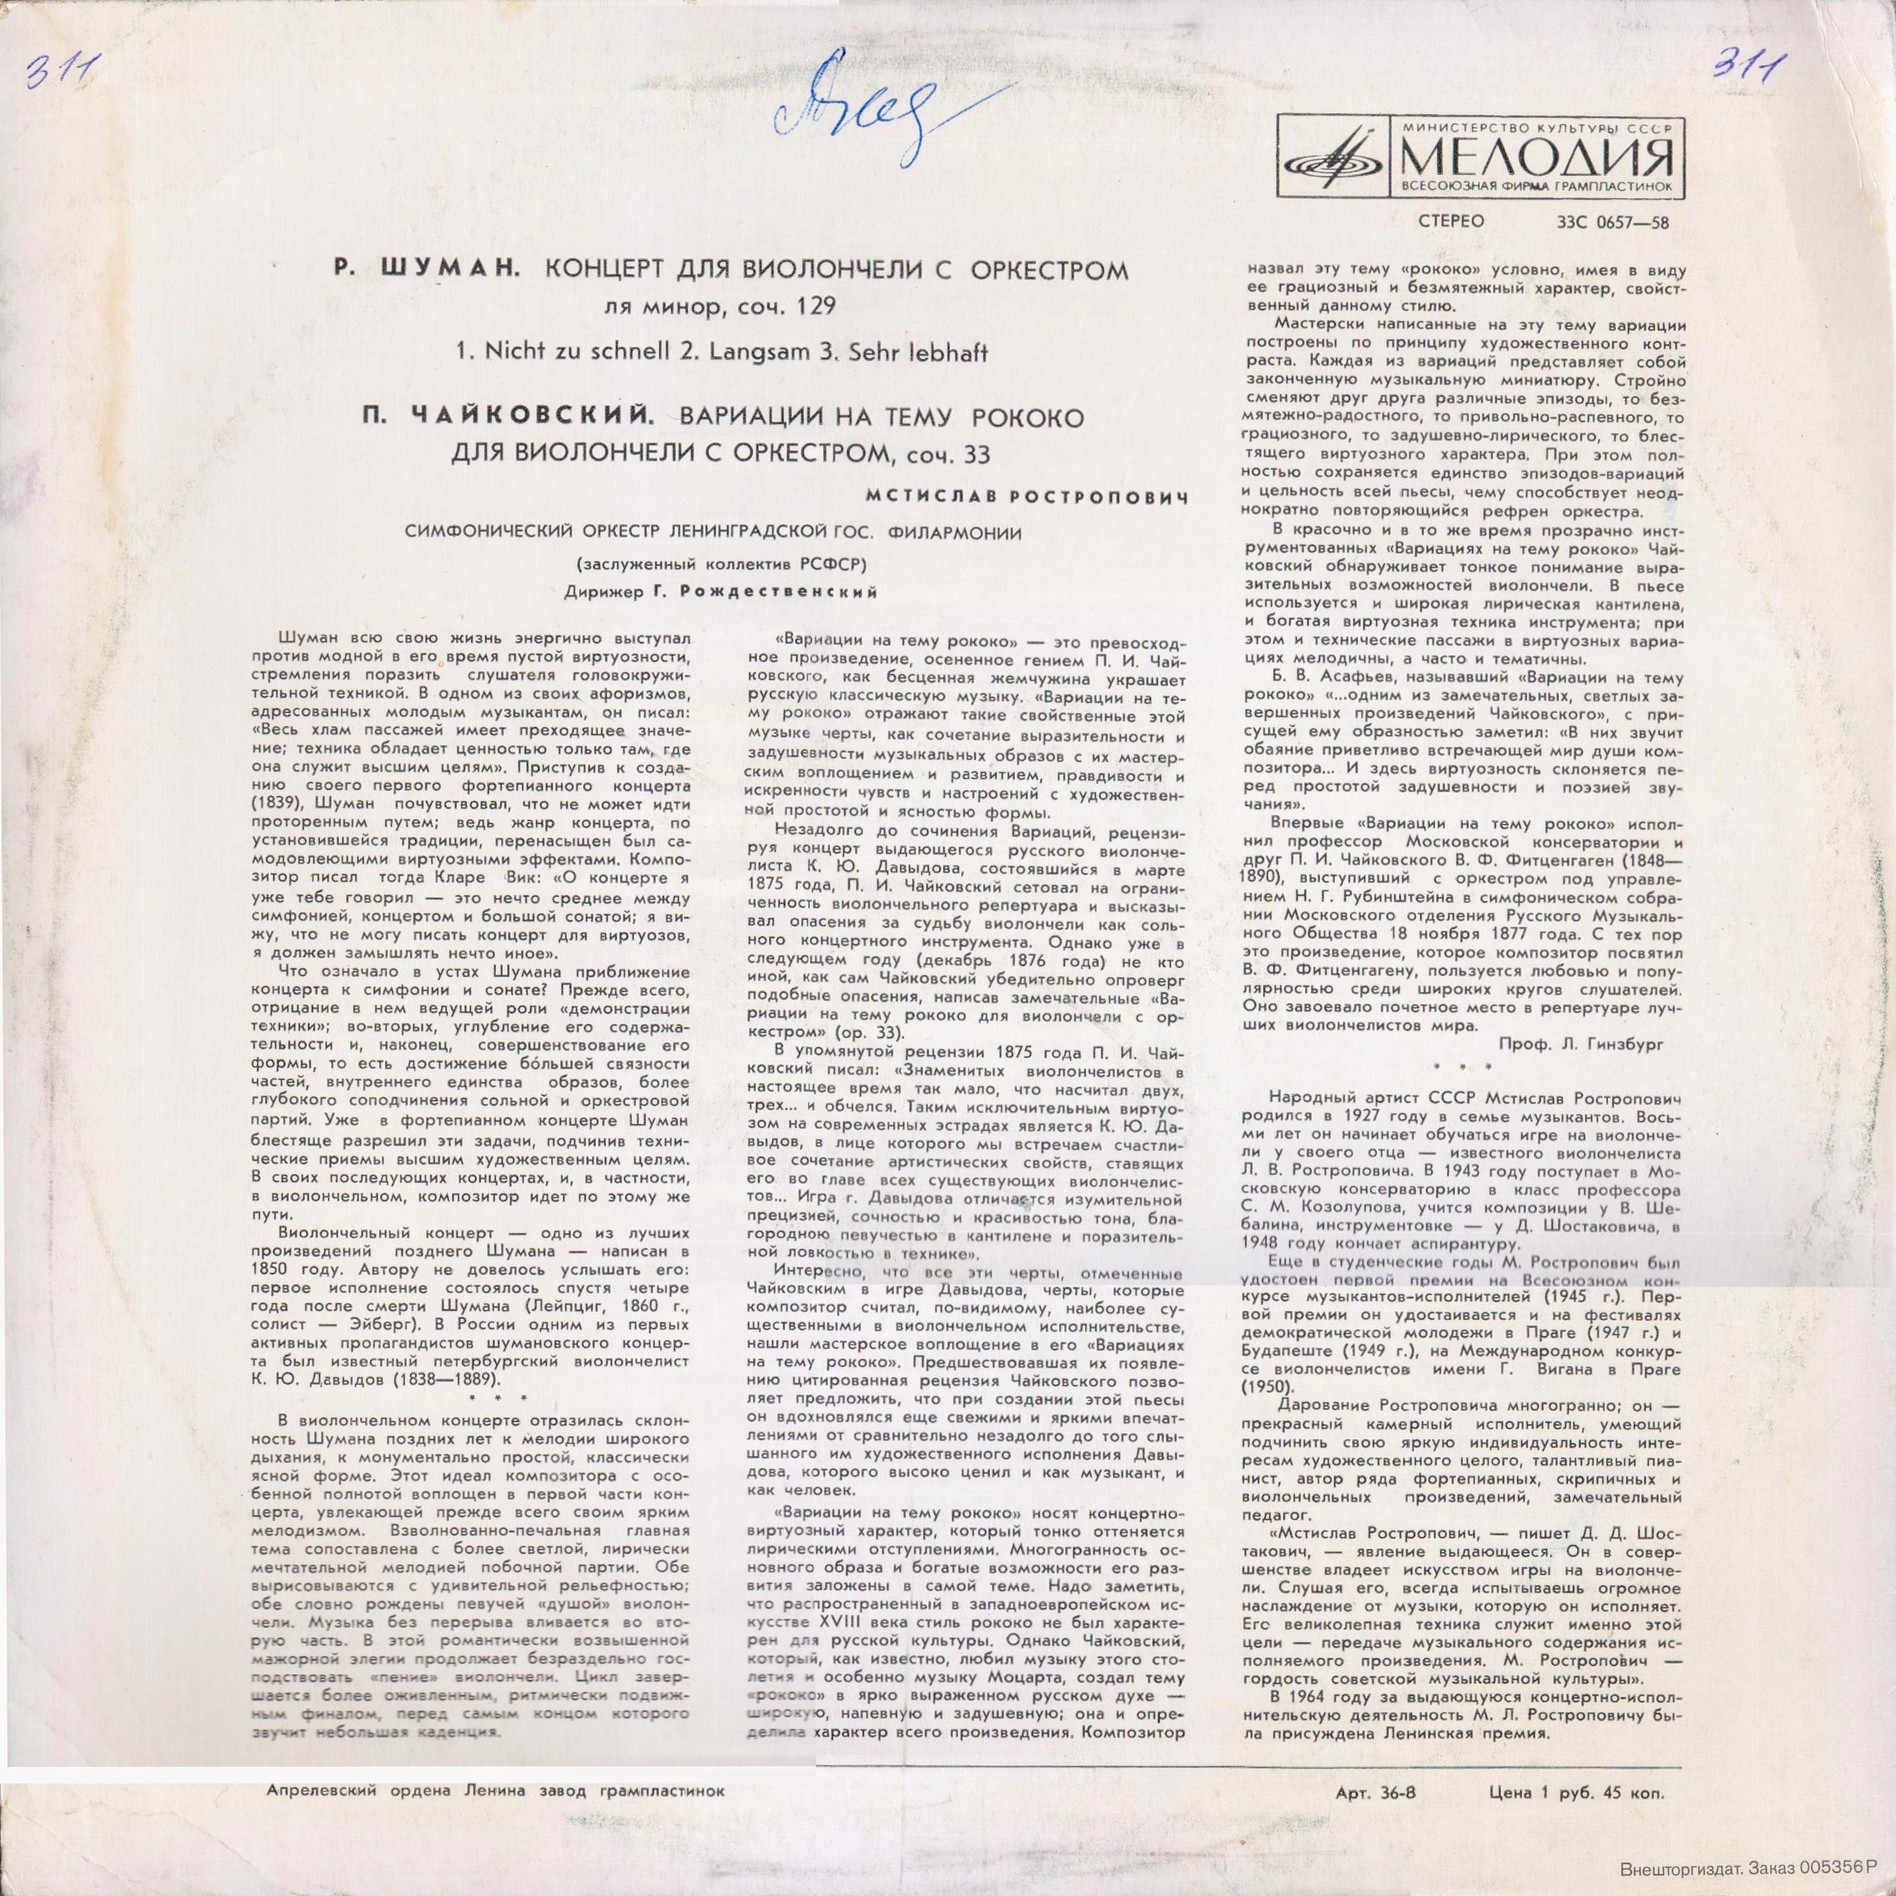 311
311
МИНИСТЕРСТВО КУЛЬТУРЫ СССР
МЕЛОДИЯ
ВСЕСОЮЗНАЯ ФИРМА ГРАМПЛАСТИНОК
СТЕРЕО 33С 0657—58
Р. ШУМАН. КОНЦЕРТ ДЛЯ ВИОЛОНЧЕЛИ С ОРКЕСТРОМ
ля минор, соч. 129
1. Nicht zu schnell 2. Langsam 3. Sehr lebhaft
П. ЧАЙКОВСКИЙ. ВАРИАЦИИ НА ТЕМУ РОКОКО
ДЛЯ ВИОЛОНЧЕЛИ С ОРКЕСТРОМ, соч. 33
МСТИСЛАВ РОСТРОПОВИЧ
СИМФОНИЧЕСКИЙ ОРКЕСТР ЛЕНИНГРАДСКОЙ ГОС. ФИЛАРМОНИИ
(заслуженный коллектив РСФСР)
Дирижер Г. Рождественский
Шуман всю свою жизнь энергично выступал
против модной в его время пустой виртуозности,
стремления поразить слушателя головокружи-
тельной техникой. В одном из своих афоризмов,
адресованных молодым музыкантам, он писал:
«Весь хлам пассажей имеет преходящее значе-
ние; техника обладает ценностью только там, где
она служит высшим целям». Приступив к созда-
нию своего первого фортепианного концерта
(1839), Шуман почувствовал, что не может идти
проторенным путем; ведь жанр концерта, по
установившейся традиции, перенасыщен был са-
модовлеющими виртуозными эффектами. Компо-
зитор писал тогда Кларе Вик: «О концерте я
уже тебе говорил — это нечто среднее между
симфонией, концертом и большой сонатой; я ви-
жу, что не могу писать концерт для виртуозов,
я должен замышлять нечто иное».
Что означало в устах Шумана приближение
концерта к симфонии и сонате? Прежде всего,
отрицание в нем ведущей роли «демонстрации
техники»; во-вторых, углубление его содержа-
тельности и, наконец, совершенствование его
формы, то есть достижение бо́льшей связности
частей, внутреннего единства образов, более
глубокого соподчинения сольной и оркестровой
партий. Уже в фортепианном концерте Шуман
блестяще разрешил эти задачи, подчинив техни-
ческие приемы высшим художественным целям.
В своих последующих концертах, и, в частности,
в виолончельном, композитор идет по этому же
пути.
Виолончельный концерт — одно из лучших
произведений позднего Шумана — написан в
1850 году. Автору не довелось услышать его:
первое исполнение состоялось спустя четыре
года после смерти Шумана (Лейпциг, 1860 г.,
солист — Эйберг). В России одним из первых
активных пропагандистов шумановского концер-
та был известный петербургский виолончелист
К. Ю. Давыдов (1838—1889).
* * *
В виолончельном концерте отразилась склон-
ность Шумана поздних лет к мелодии широкого
дыхания, к монументально простой, классически
ясной форме. Этот идеал композитора с осо-
бенной полнотой воплощен в первой части кон-
церта, увлекающей прежде всего своим ярким
мелодизмом. Взволнованно-печальная главная
тема сопоставлена с более светлой, лирически
мечтательной мелодией побочной партии. Обе
вырисовываются с удивительной рельефностью;
обе словно рождены певучей «душой» виолон-
чели. Музыка без перерыва вливается во вто-
рую часть. В этой романтически возвышенной
мажорной элегии продолжает безраздельно гос-
подствовать «пение» виолончели. Цикл завер-
шается более оживленным, ритмически подвиж-
ным финалом, перед самым концом которого
звучит небольшая каденция.
«Вариации на тему рококо» — это превосход-
ное произведение, осененное гением П. И. Чай-
ковского, как бесценная жемчужина украшает
русскую классическую музыку. «Вариации на те-
му рококо» отражают такие свойственные этой
музыке черты, как сочетание выразительности и
задушевности музыкальных образов с их мастер-
ским воплощением и развитием, правдивости и
искренности чувств и настроений с художествен-
ной простотой и ясностью формы.
Незадолго до сочинения Вариаций, рецензи-
руя концерт выдающегося русского виолонче-
листа К. Ю. Давыдова, состоявшийся в марте
1875 года, П. И. Чайковский сетовал на ограни-
ченность виолончельного репертуара и высказы-
вал опасения за судьбу виолончели как соль-
ного концертного инструмента. Однако уже в
следующем году (декабрь 1876 года) не кто
иной, как сам Чайковский убедительно опроверг
подобные опасения, написав замечательные «Ва-
риации на тему рококо для виолончели с ор-
кестром» (ор. 33).
В упомянутой рецензии 1875 года П. И. Чай-
ковский писал: «Знаменитых виолончелистов в
настоящее время так мало, что насчитал двух,
трех... и обчелся. Таким исключительным виртуо-
зом на современных эстрадах является К. Ю. Да-
выдов, в лице которого мы встречаем счастли-
вое сочетание артистических свойств, ставящих
его во главе всех существующих виолончелис-
тов... Игра г. Давыдова отличается изумительной
прецизией, сочностью и красивостью тона, бла-
городною певучестью в кантилене и поразитель-
ной ловкостью в технике».
Интересно, что все эти черты, отмеченные
Чайковским в игре Давыдова, черты, которые
композитор считал, по-видимому, наиболее су-
щественными в виолончельном исполнительстве,
нашли мастерское воплощение в его «Вариациях
на тему рококо». Предшествовавшая их появле-
нию цитированная рецензия Чайковского позво-
ляет предложить, что при создании этой пьесы
он вдохновлялся еще свежими и яркими впечат-
лениями от сравнительно незадолго до того слы-
шанного им художественного исполнения Давы-
дова, которого высоко ценил и как музыкант, и
как человек.
«Вариации на тему рококо» носят концертно-
виртуозный характер, который тонко оттеняется
лирическими отступлениями. Многогранность ос-
новного образа и богатые возможности его раз-
вития заложены в самой теме. Надо заметить,
что распространенный в западноевропейском ис-
кусстве XVIII века стиль рококо не был характе-
рен для русской культуры. Однако Чайковский,
который, как известно, любил музыку этого сто-
летия и особенно музыку Моцарта, создал тему
«рококо» в ярко выраженном русском духе —
широкую, напевную и задушевную; она и опре-
делила характер всего произведения. Композитор
назвал эту тему «рококо» условно, имея в виду
ее грациозный и безмятежный характер, свойст-
венный данному стилю.
Мастерски написанные на эту тему вариации
построены по принципу художественного конт-
раста. Каждая из вариаций представляет собой
законченную музыкальную миниатюру. Стройно
сменяют друг друга различные эпизоды, то без-
мятежно-радостного, то привольно-распевного, то
грациозного, то задушевно-лирического, то блес-
тящего виртуозного характера. При этом пол-
ностью сохраняется единство эпизодов-вариаций
и цельность всей пьесы, чему способствует неод-
нократно повторяющийся рефрен оркестра.
В красочно и в то же время прозрачно инст-
рументованных «Вариациях на тему рококо» Чай-
ковский обнаруживает тонкое понимание выра-
зительных возможностей виолончели. В пьесе
используется и широкая лирическая кантилена,
и богатая виртуозная техника инструмента; при
этом и технические пассажи в виртуозных вариа-
циях мелодичны, а часто и тематичны.
Б. В. Асафьев, называвший «Вариации на тему
рококо» «...одним из замечательных, светлых за-
вершенных произведений Чайковского», с при-
сущей ему образностью заметил: «В них звучит
обаяние приветливо встречающей мир души ком-
позитора... И здесь виртуозность склоняется пе-
ред простотой задушевности и поэзией зву-
чания».
Впервые «Вариации на тему рококо» испол-
нил профессор Московской консерватории и
друг П. И. Чайковского В. Ф. Фитценгаген (1848—
1890), выступивший с оркестром под управле-
нием Н. Г. Рубинштейна в симфоническом собра-
нии Московского отделения Русского Музыкаль-
ного Общества 18 ноября 1877 года. С тех пор
это произведение, которое композитор посвятил
В. Ф. Фитценгагену, пользуется любовью и попу-
лярностью среди широких кругов слушателей.
Оно завоевало почетное место в репертуаре луч-
ших виолончелистов мира.
Проф. Л. Гинзбург
* * *
Народный артист СССР Мстислав Ростропович
родился в 1927 году в семье музыкантов. Вось-
ми лет он начинает обучаться игре на виолонче-
ли у своего отца — известного виолончелиста
Л. В. Ростроповича. В 1943 году поступает в Мо-
сковскую консерваторию в класс профессора
С. М. Козолупова, учится композиции у В. Ше-
балина, инструментовке — у Д. Шостаковича, в
1948 году кончает аспирантуру.
Еще в студенческие годы М. Ростропович был
удостоен первой премии на Всесоюзном кон-
курсе музыкантов-исполнителей (1945 г.). Пер-
вой премии он удостаивается и на фестивалях
демократической молодежи в Праге (1947 г.) и
Будапеште (1949 г.), на Международном конкур-
се виолончелистов имени Г. Вигана в Праге
(1950).
Дарование Ростроповича многогранно; он —
прекрасный камерный исполнитель, умеющий
подчинить свою яркую индивидуальность инте-
ресам художественного целого, талантливый пиа-
нист, автор ряда фортепианных, скрипичных и
виолончельных произведений, замечательный
педагог.
«Мстислав Ростропович, — пишет Д. Д. Шос-
такович, — явление выдающееся. Он в совер-
шенстве владеет искусством игры на виолонче-
ли. Слушая его, всегда испытываешь огромное
наслаждение от музыки, которую он исполняет.
Его великолепная техника служит именно этой
цели — передаче музыкального содержания ис-
полняемого произведения. М. Ростропович —
гордость советской музыкальной культуры».
В 1964 году за выдающуюся концертно-испол-
нительскую деятельность М. Л. Ростроповичу бы-
ла присуждена Ленинская премия.
Апрелевский ордена Ленина завод грампластинок
Арт. 36-8 Цена 1 руб. 45 коп.
Внешторгиздат. Заказ 005356Р